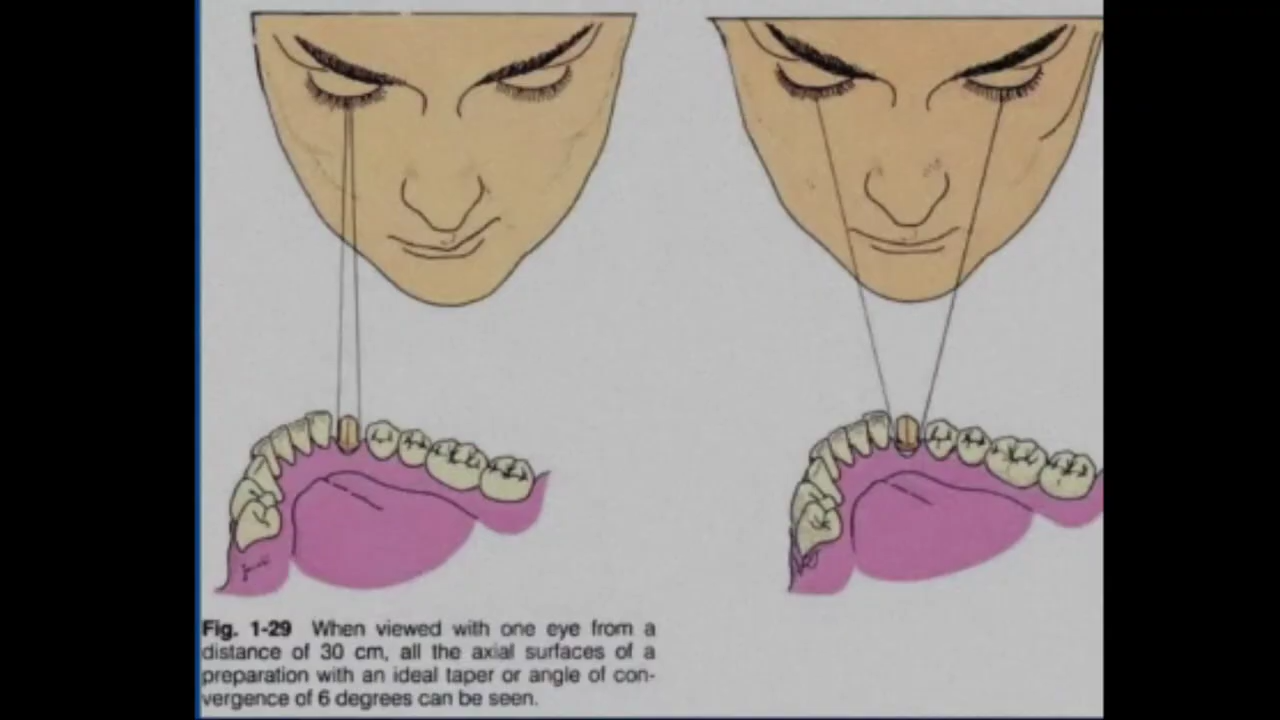 Fig. 1-29 When viewed with one eye from a
distance of 30 cm, all the axial surfaces of a
preparation with an ideal taper or angle of con-
vergence of 6 degrees can be seen.